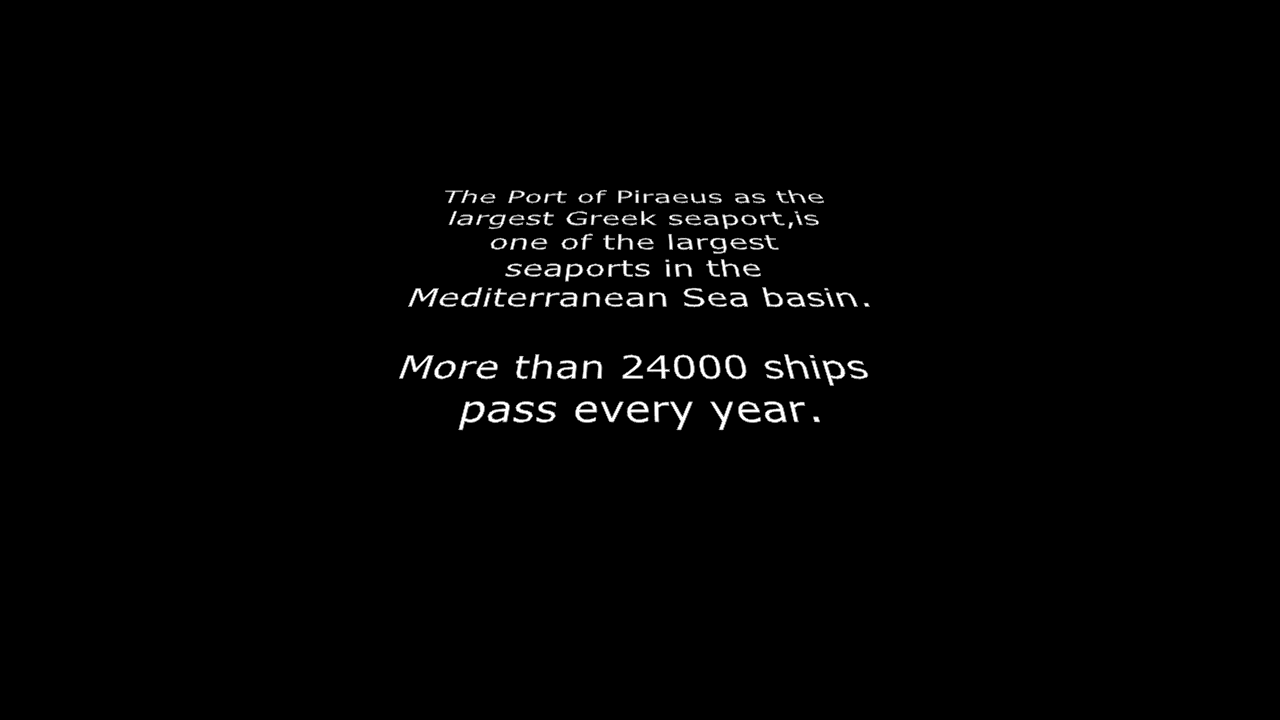 The Port of Piraeus as the
largest Greek seaport,is
one of the largest
seaports in the
Mediterranean Sea basin.
More than 24000 ships
pass every year.